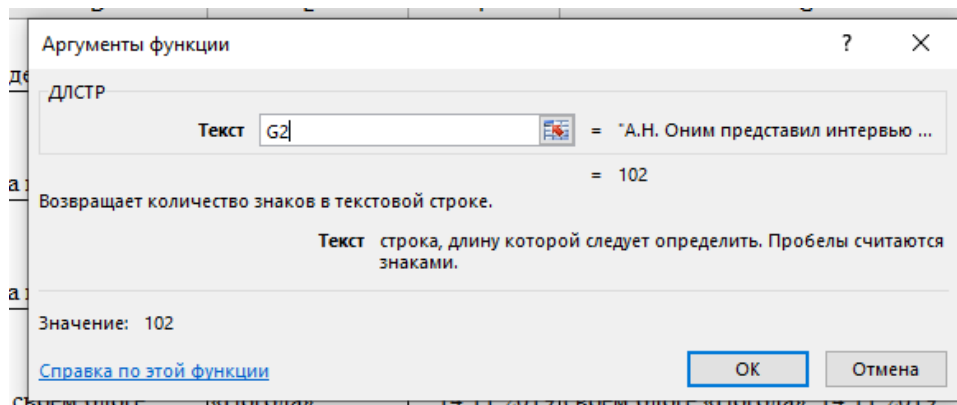 Аргументы функции
ДЛСТР
Текст G2 = "А.Н. Оним представил интервью ...
= 102
Возвращает количество знаков в текстовой строке.
Текст строка, длину которой следует определить. Пробелы считаются
знаками.
Значение: 102
Справка по этой функции
ОК Отмена